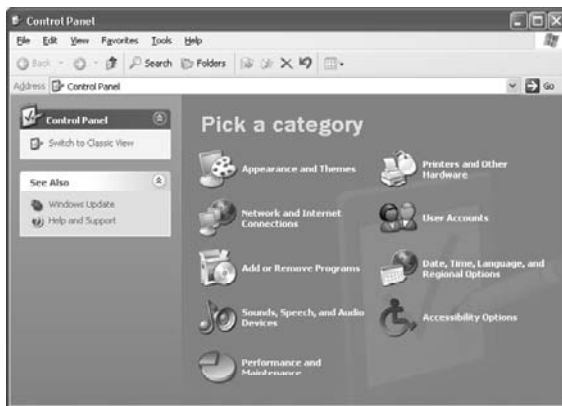 Control Panel
File Edit View Favorites Tools Help
Back Search Folders
Address Control Panel Go
Control Panel
Switch to Classic View
See Also
Windows Update
Help and Support
Pick a category
Appearance and Themes
Printers and Other
Hardware
Network and Internet
Connections
User Accounts
Add or Remove Programs
Date, Time, Language, and
Regional Options
Sounds, Speech, and Audio
Devices
Accessibility Options
Performance and
Maintenance